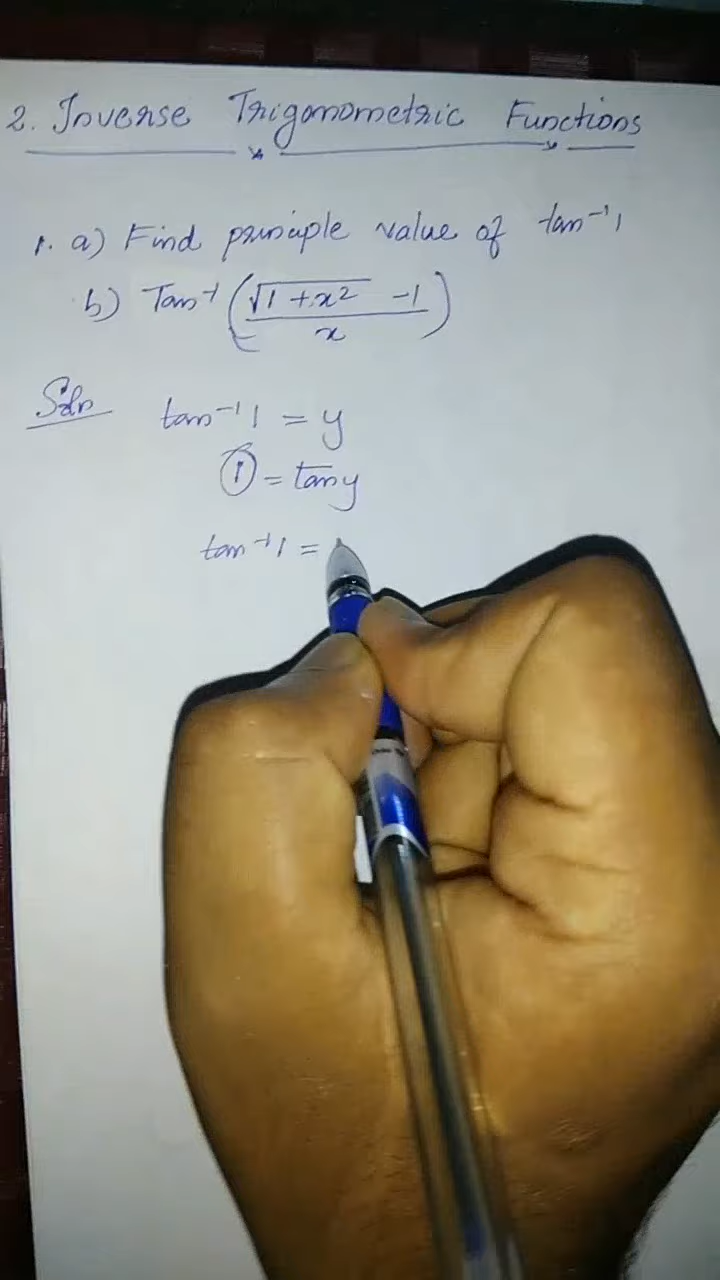 2. Inverse Trigonometric Functions
1. a) Find principle value of tan⁻¹1
b) Tan⁻¹ (√1+x² -1 / x)
Soln tan⁻¹1 = y
① = tan y
tan⁻¹1 =